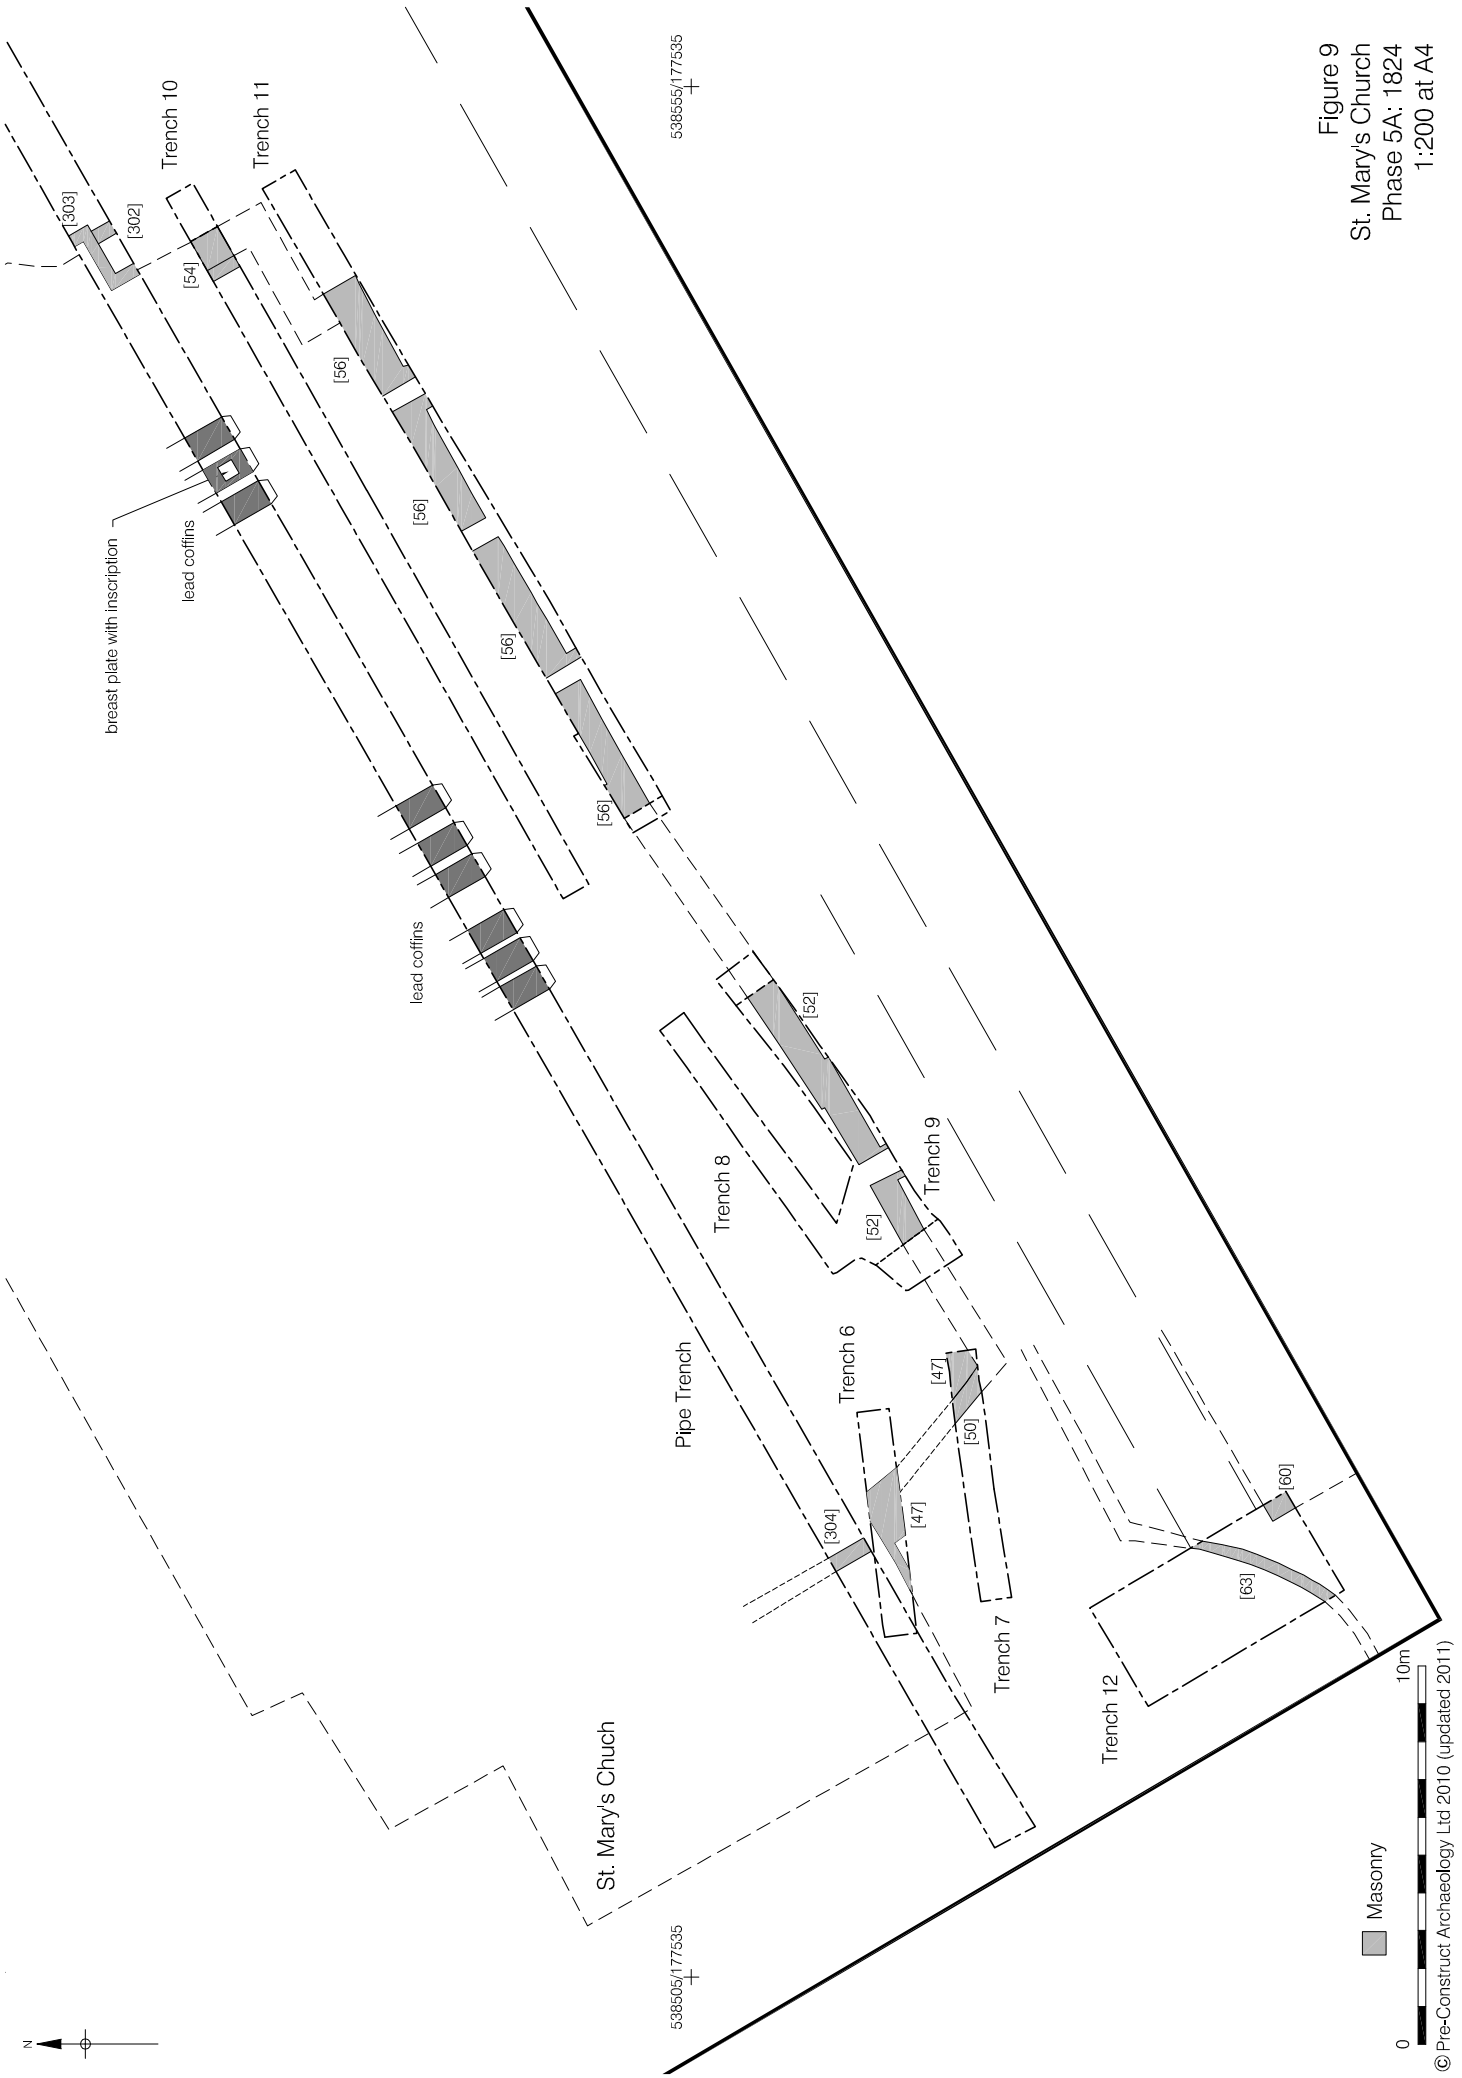 N
538505/177535
538555/177535
St. Mary's Chuch
Pipe Trench
breast plate with inscription
lead coffins
lead coffins
[303]
[302]
Trench 10
[54]
Trench 11
[56]
[56]
[56]
[56]
Trench 8
[52]
[52]
Trench 9
Trench 6
[304]
[47]
[47]
[50]
Trench 7
Trench 12
[63]
[60]
Masonry
0
10m
© Pre-Construct Archaeology Ltd 2010 (updated 2011)
Figure 9
St. Mary's Church
Phase 5A: 1824
1:200 at A4